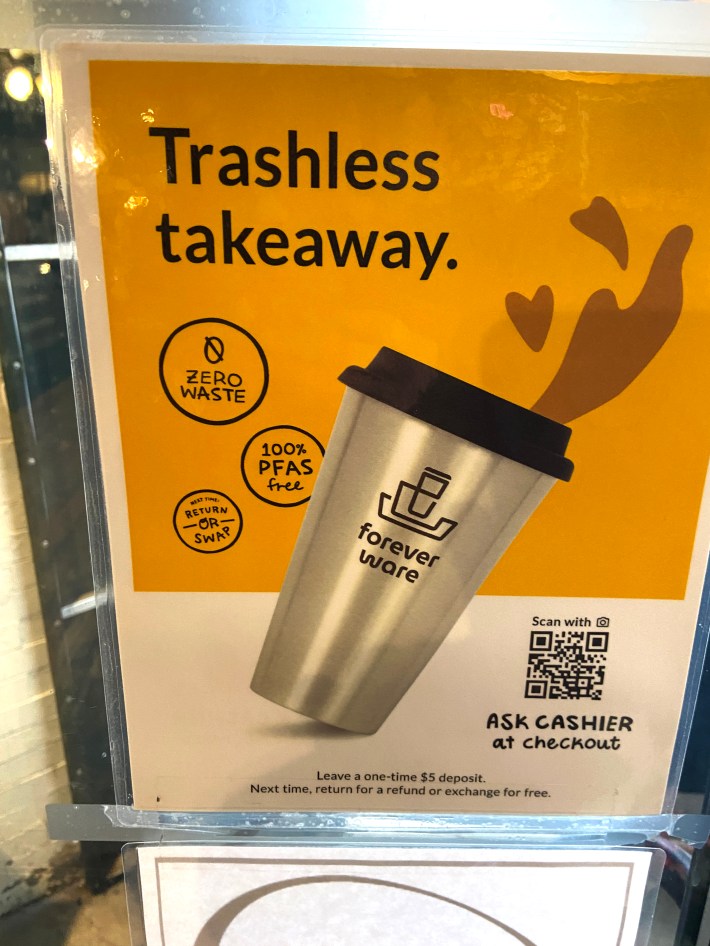 Trashless
takeaway.
0
ZERO
WASTE
100%
PFAS
free
NEXT TIME:
RETURN
-OR-
SWAP
forever
ware
Scan with
ASK CASHIER
at checkout
Leave a one-time $5 deposit.
Next time, return for a refund or exchange for free.